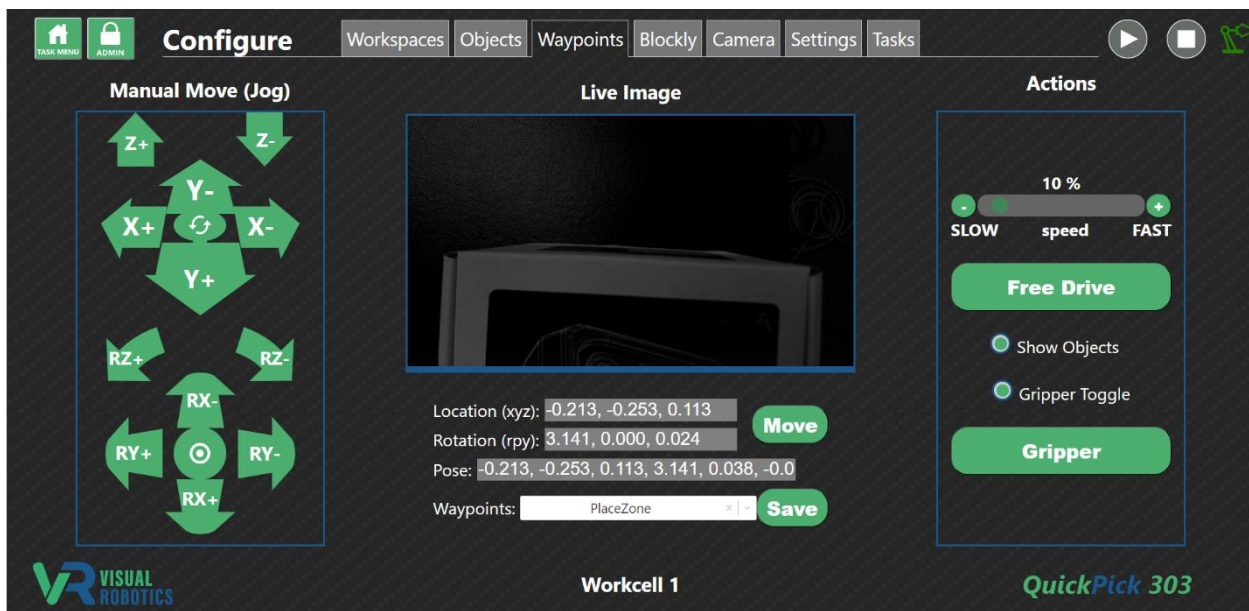 TASK MENU
ADMIN
Configure
Workspaces
Objects
Waypoints
Blockly
Camera
Settings
Tasks
Manual Move (Jog)
Z+
Z-
Y-
X+
X-
Y+
RZ+
RZ-
RX-
RY+
RY-
RX+
Live Image
Location (xyz): -0.213, -0.253, 0.113
Rotation (rpy): 3.141, 0.000, 0.024
Move
Pose: -0.213, -0.253, 0.113, 3.141, 0.038, -0.0
Waypoints: PlaceZone
Save
Actions
10 %
- +
SLOW speed FAST
Free Drive
Show Objects
Gripper Toggle
Gripper
VR VISUAL
ROBOTICS
Workcell 1
QuickPick 303